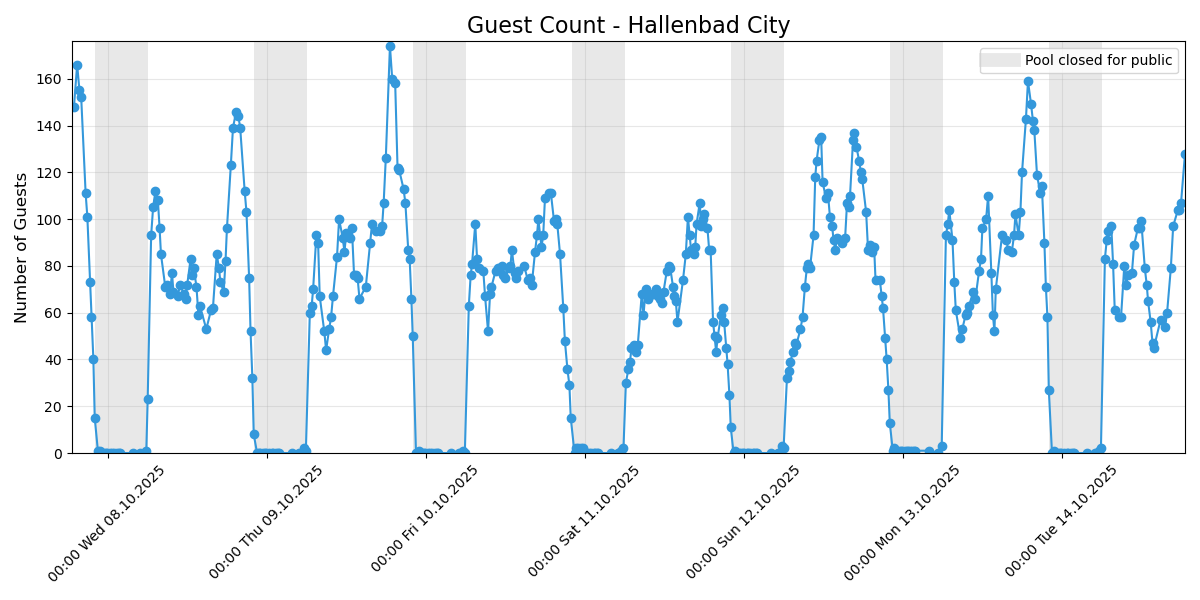 Guest Count - Hallenbad City
Pool closed for public
Number of Guests
160
140
120
100
80
60
40
20
0
00:00 Wed 08.10.2025
00:00 Thu 09.10.2025
00:00 Fri 10.10.2025
00:00 Sat 11.10.2025
00:00 Sun 12.10.2025
00:00 Mon 13.10.2025
00:00 Tue 14.10.2025